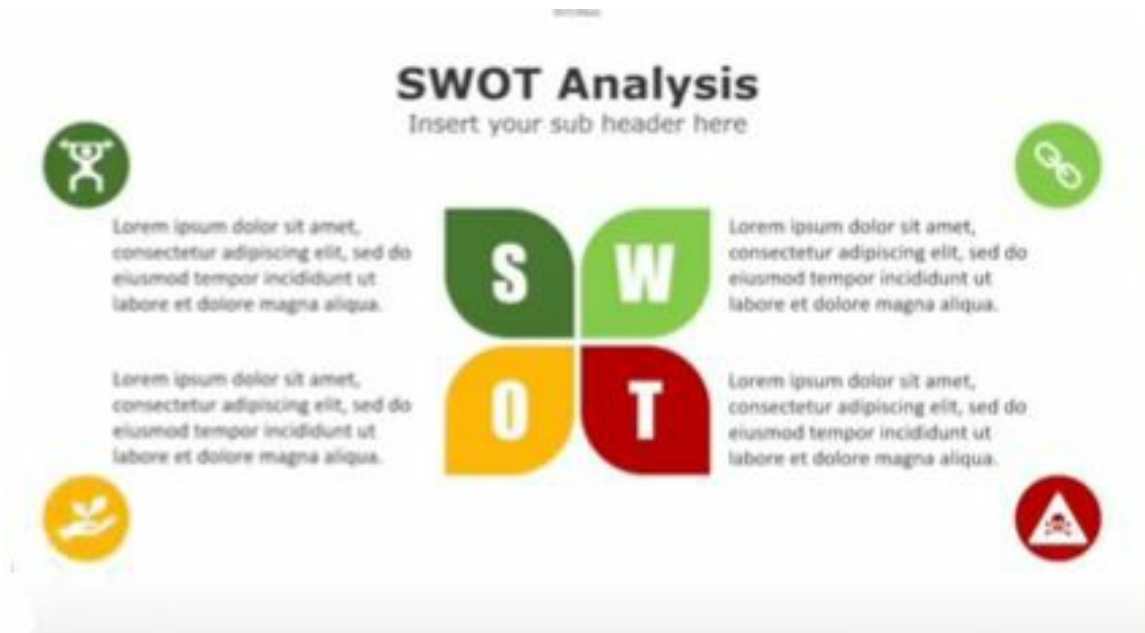 SWOT Analysis
Insert your sub header here
Lorem ipsum dolor sit amet,
consectetur adipiscing elit, sed do
eiusmod tempor incididunt ut
labore et dolore magna aliqua.
S W
Lorem ipsum dolor sit amet,
consectetur adipiscing elit, sed do
eiusmod tempor incididunt ut
labore et dolore magna aliqua.
Lorem ipsum dolor sit amet,
consectetur adipiscing elit, sed do
eiusmod tempor incididunt ut
labore et dolore magna aliqua.
O T
Lorem ipsum dolor sit amet,
consectetur adipiscing elit, sed do
eiusmod tempor incididunt ut
labore et dolore magna aliqua.